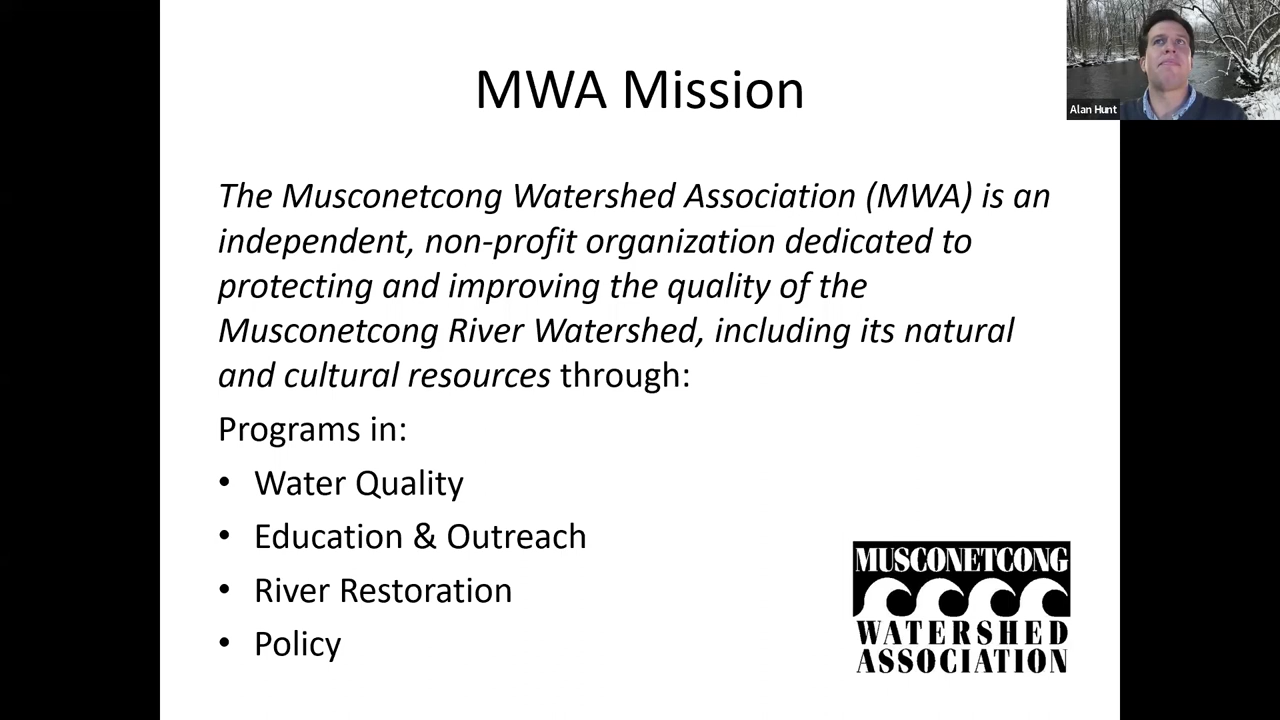 MWA Mission
Alan Hunt
The Musconetcong Watershed Association (MWA) is an
independent, non-profit organization dedicated to
protecting and improving the quality of the
Musconetcong River Watershed, including its natural
and cultural resources through:
Programs in:
• Water Quality
• Education & Outreach
• River Restoration
• Policy
MUSCONETCONG
WATERSHED
ASSOCIATION